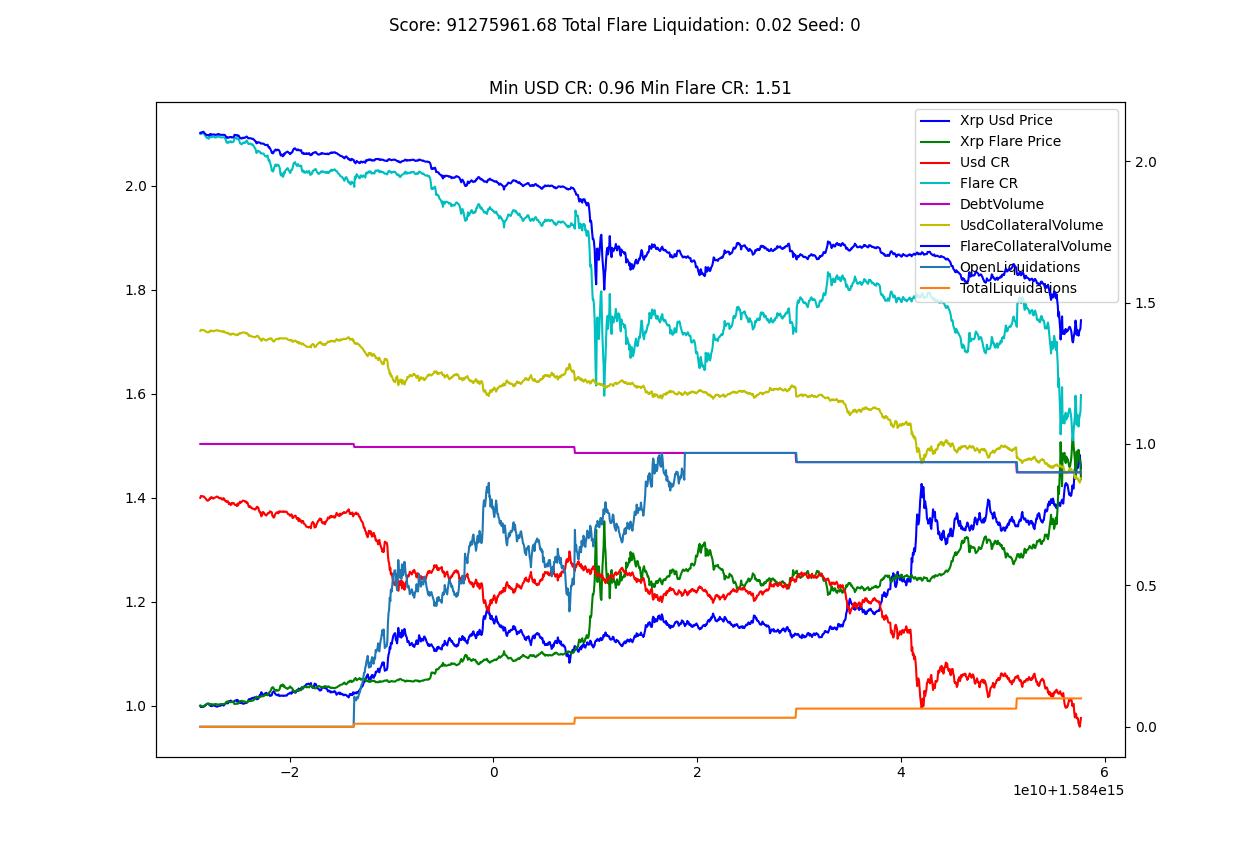 Score: 91275961.68 Total Flare Liquidation: 0.02 Seed: 0
Min USD CR: 0.96 Min Flare CR: 1.51
Xrp Usd Price
Xrp Flare Price
Usd CR
Flare CR
DebtVolume
UsdCollateralVolume
FlareCollateralVolume
OpenLiquidations
TotalLiquidations
2.0
1.8
1.6
1.4
1.2
1.0
2.0
1.5
1.0
0.5
0.0
−2 0 2 4 6
1e10+1.584e15